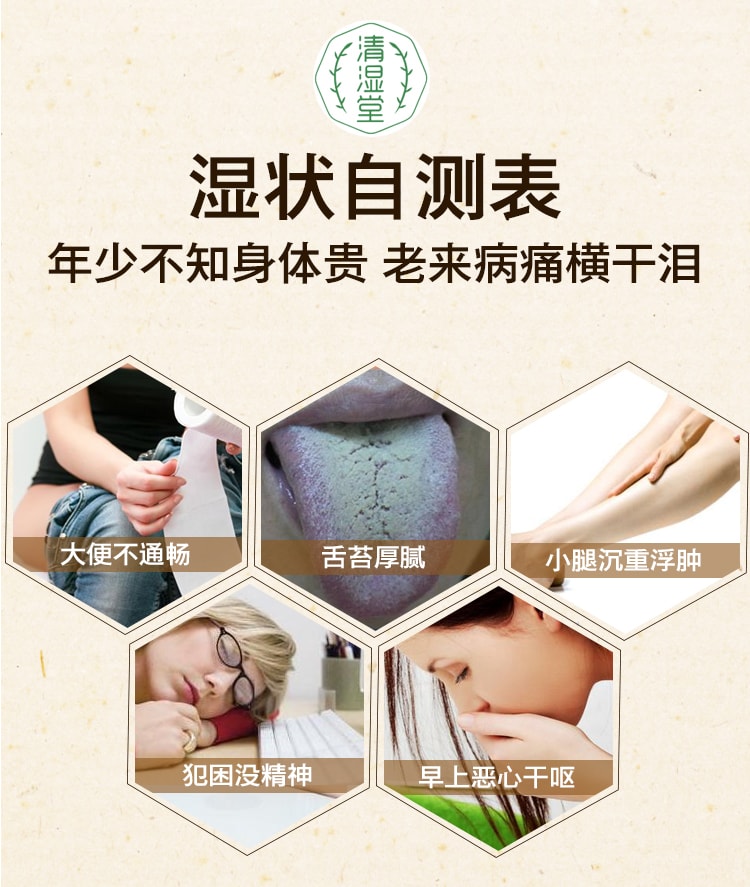 清湿堂
湿状自测表
年少不知身体贵 老来病痛横干泪
大便不通畅
舌苔厚腻
小腿沉重浮肿
犯困没精神
早上恶心干呕